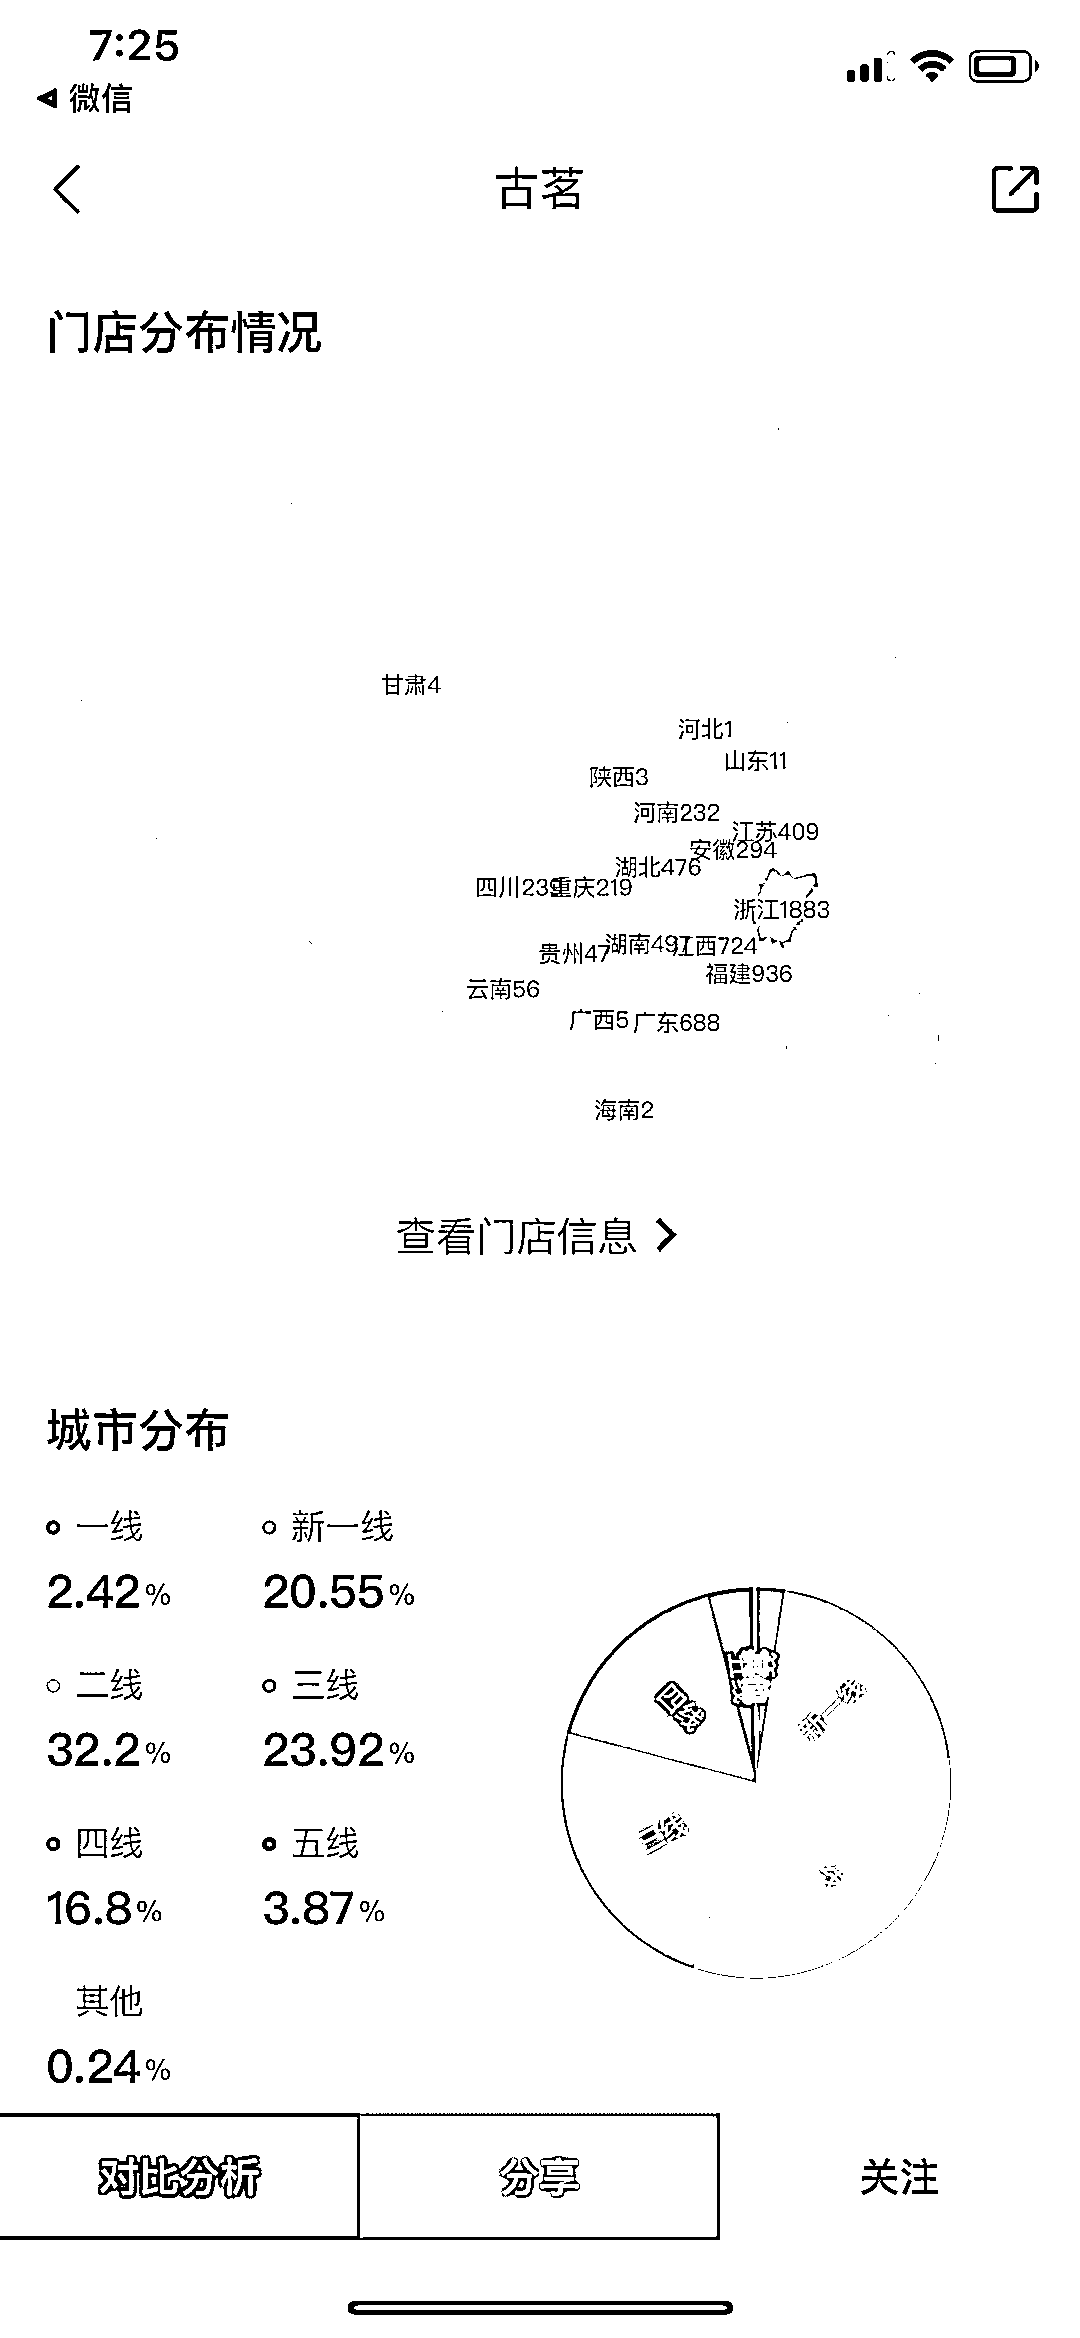 7:25
微信
古茗
门店分布情况
甘肃4
河北1
山东11
陕西3
河南232
江苏409
安徽294
湖北476
四川239
重庆219
浙江1883
湖南497
江西724
贵州47
福建936
云南56
广西5
广东688
海南2
查看门店信息
城市分布
一线 新一线
2.42% 20.55%
二线 三线
32.2% 23.92%
四线 五线
16.8% 3.87%
其他
0.24%
四线
新一线
三线
对比分析 分享 关注